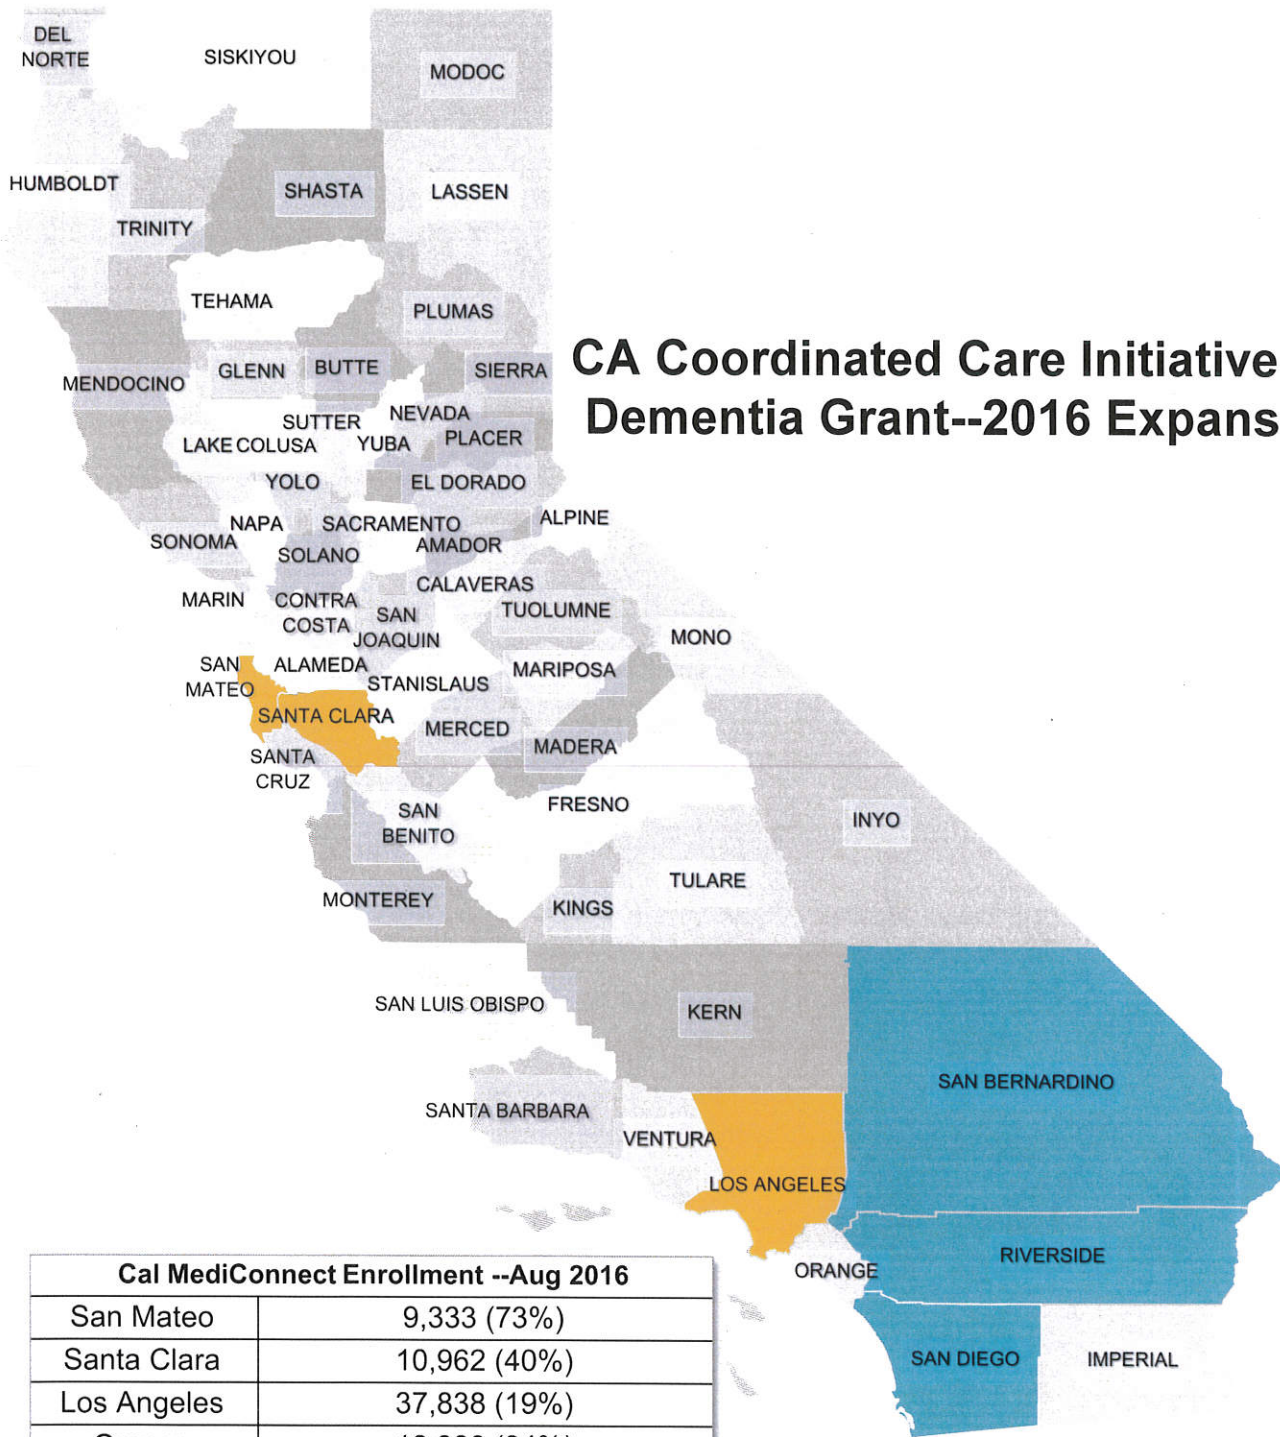 DEL
NORTE
SISKIYOU
MODOC
HUMBOLDT
SHASTA
LASSEN
TRINITY
TEHAMA
PLUMAS
CA Coordinated Care Initiative
Dementia Grant--2016 Expans
MENDOCINO
GLENN
BUTTE
SIERRA
SUTTER
NEVADA
LAKE
COLUSA
YUBA
PLACER
YOLO
EL DORADO
NAPA
SACRAMENTO
ALPINE
SONOMA
SOLANO
AMADOR
CALAVERAS
MARIN
CONTRA
COSTA
SAN
JOAQUIN
TUOLUMNE
MONO
SAN
MATEO
ALAMEDA
STANISLAUS
MARIPOSA
SANTA CLARA
MERCED
MADERA
SANTA
CRUZ
SAN
BENITO
FRESNO
INYO
MONTEREY
KINGS
TULARE
SAN LUIS OBISPO
KERN
SAN BERNARDINO
SANTA BARBARA
VENTURA
LOS ANGELES
ORANGE
RIVERSIDE
SAN DIEGO
IMPERIAL
Cal MediConnect Enrollment --Aug 2016
San Mateo 9,333 (73%)
Santa Clara 10,962 (40%)
Los Angeles 37,838 (19%)